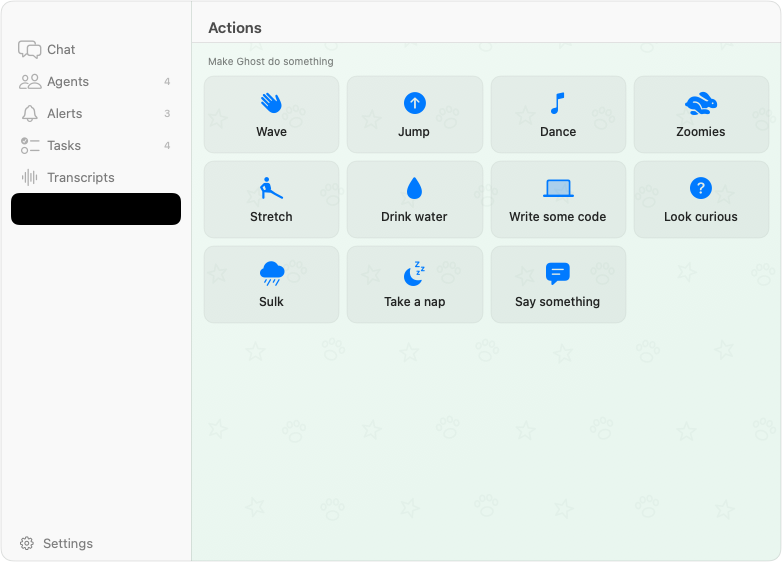 Actions
Chat
Agents 4
Alerts 3
Tasks 4
Transcripts
Settings
Make Ghost do something
Wave
Jump
Dance
Zoomies
Stretch
Drink water
Write some code
Look curious
?
Sulk
Take a nap
z z z z
Say something